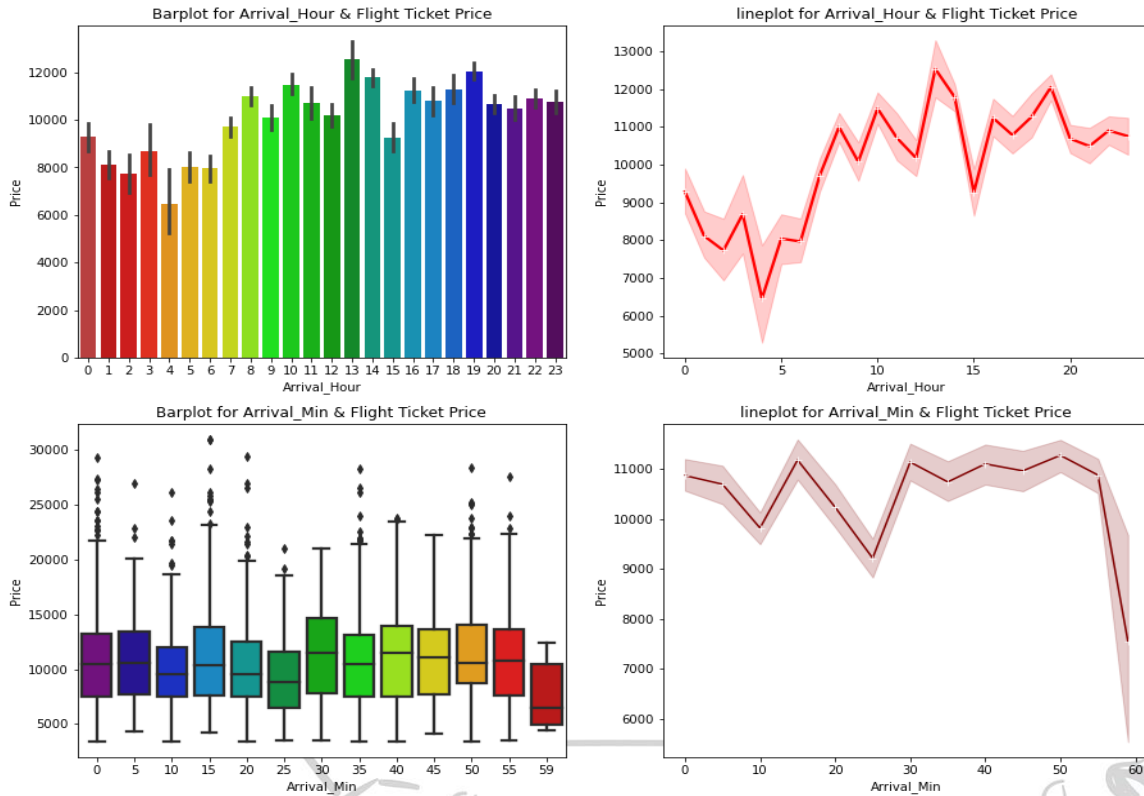 Barplot for Arrival_Hour & Flight Ticket Price
Price
12000
10000
8000
6000
4000
2000
0
0 1 2 3 4 5 6 7 8 9 10 11 12 13 14 15 16 17 18 19 20 21 22 23
Arrival_Hour
lineplot for Arrival_Hour & Flight Ticket Price
Price
13000
12000
11000
10000
9000
8000
7000
6000
5000
0 5 10 15 20
Arrival_Hour
Barplot for Arrival_Min & Flight Ticket Price
Price
30000
25000
20000
15000
10000
5000
0 5 10 15 20 25 30 35 40 45 50 55 59
Arrival_Min
lineplot for Arrival_Min & Flight Ticket Price
Price
11000
10000
9000
8000
7000
6000
0 10 20 30 40 50 60
Arrival_Min